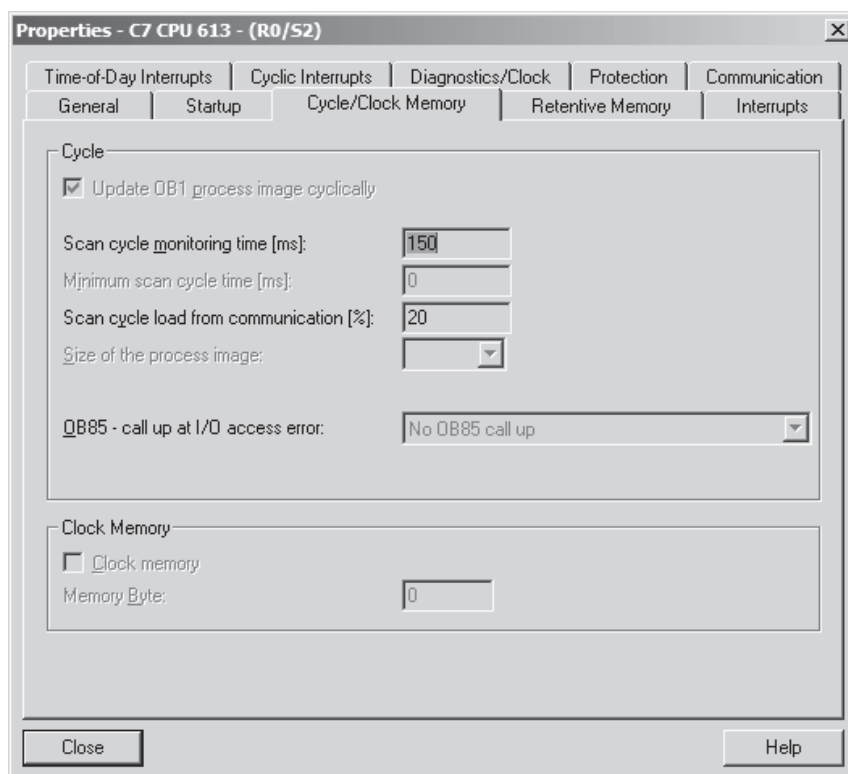 Properties - C7 CPU 613 - (R0/S2)
Time-of-Day Interrupts Cyclic Interrupts Diagnostics/Clock Protection Communication
General Startup Cycle/Clock Memory Retentive Memory Interrupts
Cycle
Update OB1 process image cyclically
Scan cycle monitoring time [ms]: 150
Minimum scan cycle time [ms]: 0
Scan cycle load from communication [%]: 20
Size of the process image:
OB85 - call up at I/O access error: No OB85 call up
Clock Memory
Clock memory
Memory Byte: 0
Close Help